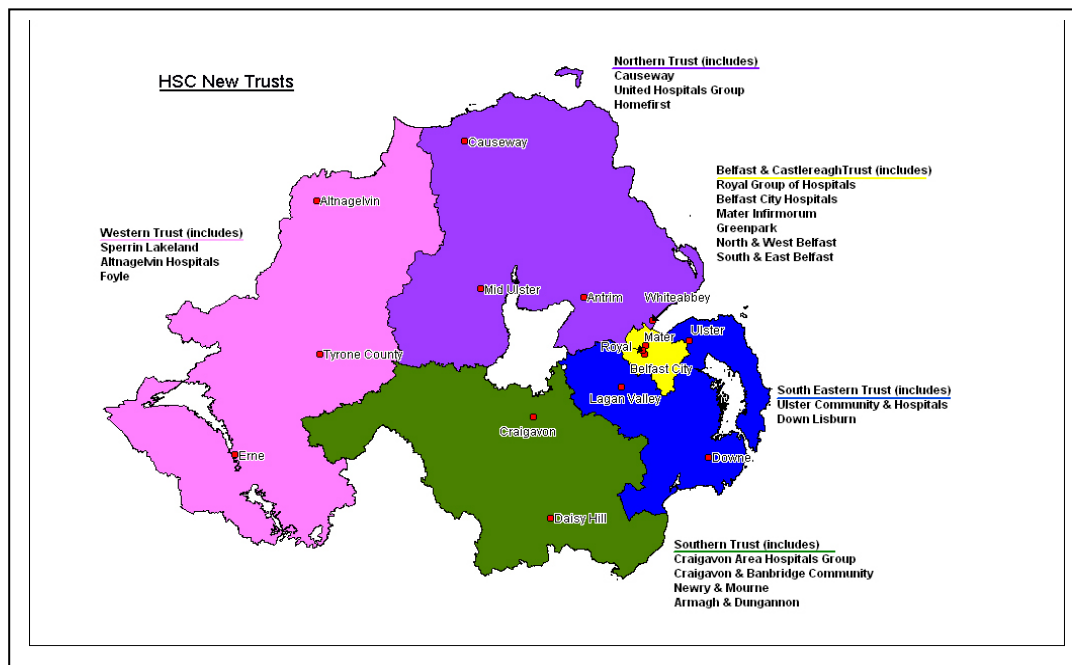 HSC New Trusts
Northern Trust (includes)
Causeway
United Hospitals Group
Homefirst
Causeway
Belfast & CastlereaghTrust (includes)
Royal Group of Hospitals
Belfast City Hospitals
Mater Infirmorum
Greenpark
North & West Belfast
South & East Belfast
Altnagelvin
Western Trust (includes)
Sperrin Lakeland
Altnagelvin Hospitals
Foyle
Mid Ulster
Antrim
Whiteabbey
Ulster
Mater
Royal
Tyrone County
Belfast City
Lagan Valley
South Eastern Trust (includes)
Ulster Community & Hospitals
Down Lisburn
Craigavon
Erne
Downe.
Daisy Hill
Southern Trust (includes)
Craigavon Area Hospitals Group
Craigavon & Banbridge Community
Newry & Mourne
Armagh & Dungannon